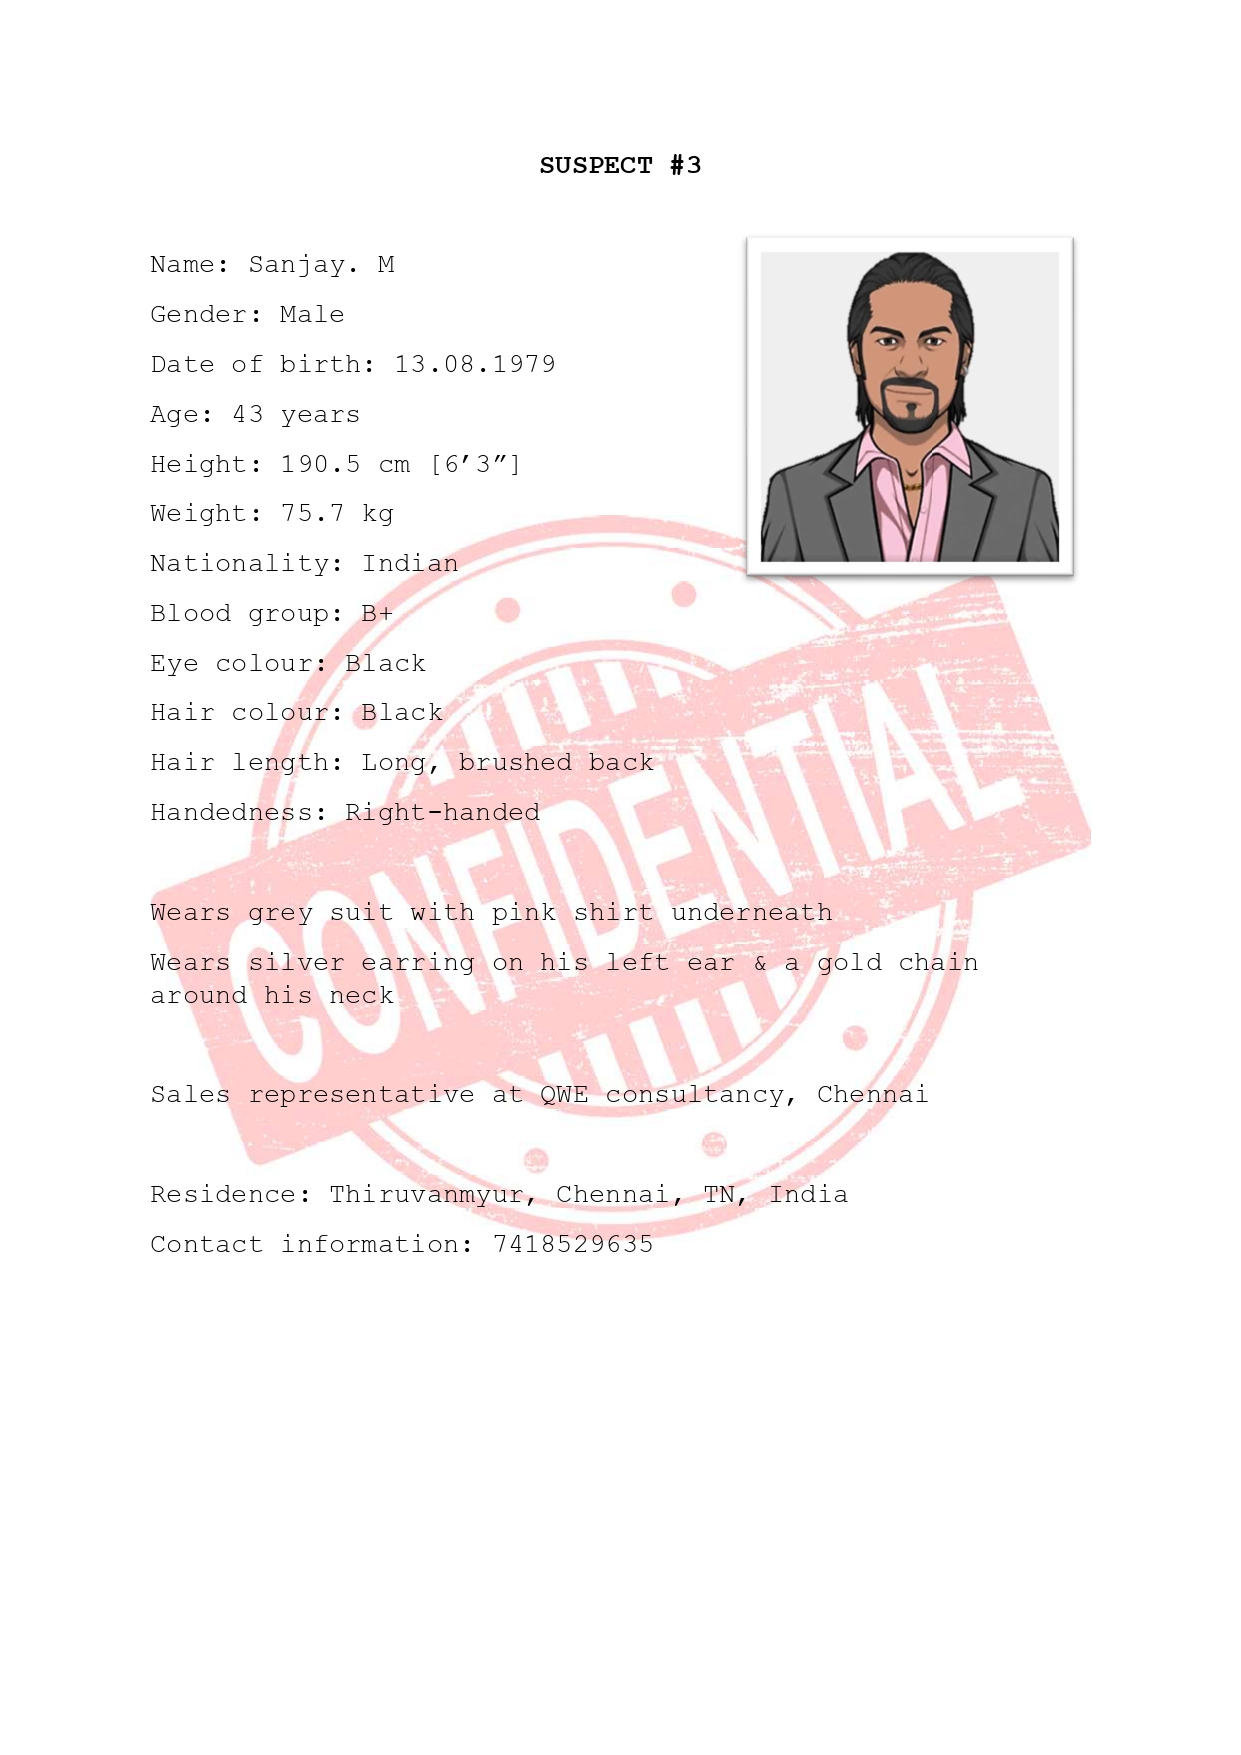 SUSPECT #3
Name: Sanjay. M
Gender: Male
Date of birth: 13.08.1979
Age: 43 years
Height: 190.5 cm [6’3”]
Weight: 75.7 kg
Nationality: Indian
Blood group: B+
Eye colour: Black
Hair colour: Black
Hair length: Long, brushed back
Handedness: Right-handed
CONFIDENTIAL
Wears grey suit with pink shirt underneath
Wears silver earring on his left ear & a gold chain
around his neck
Sales representative at QWE consultancy, Chennai
Residence: Thiruvanmyur, Chennai, TN, India
Contact information: 7418529635